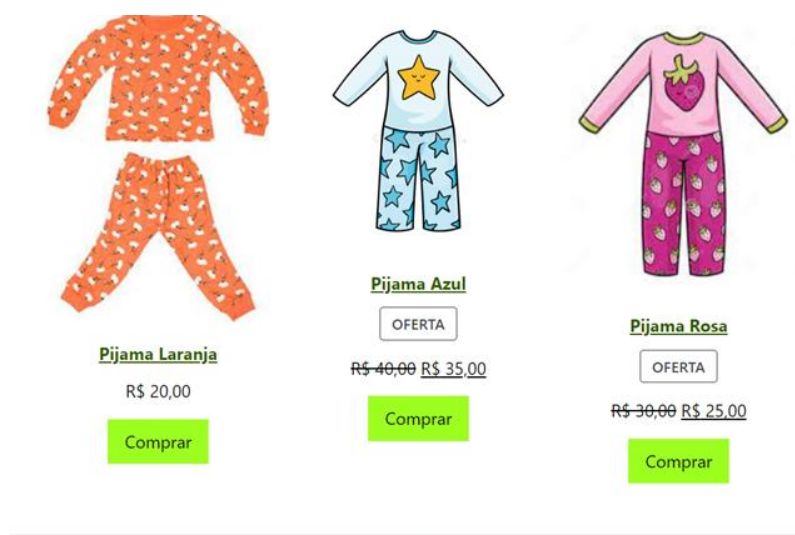 Pijama Laranja
R$ 20,00
Comprar
Pijama Azul
OFERTA
R$ 40,00 R$ 35,00
Comprar
Pijama Rosa
OFERTA
R$ 30,00 R$ 25,00
Comprar